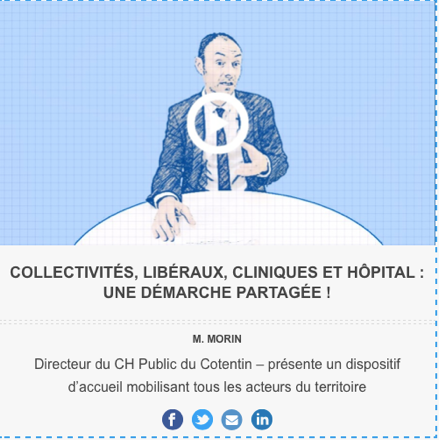 COLLECTIVITÉS, LIBÉRAUX, CLINIQUES ET HÔPITAL :
UNE DÉMARCHE PARTAGÉE !
M. MORIN
Directeur du CH Public du Cotentin – présente un dispositif
d'accueil mobilisant tous les acteurs du territoire